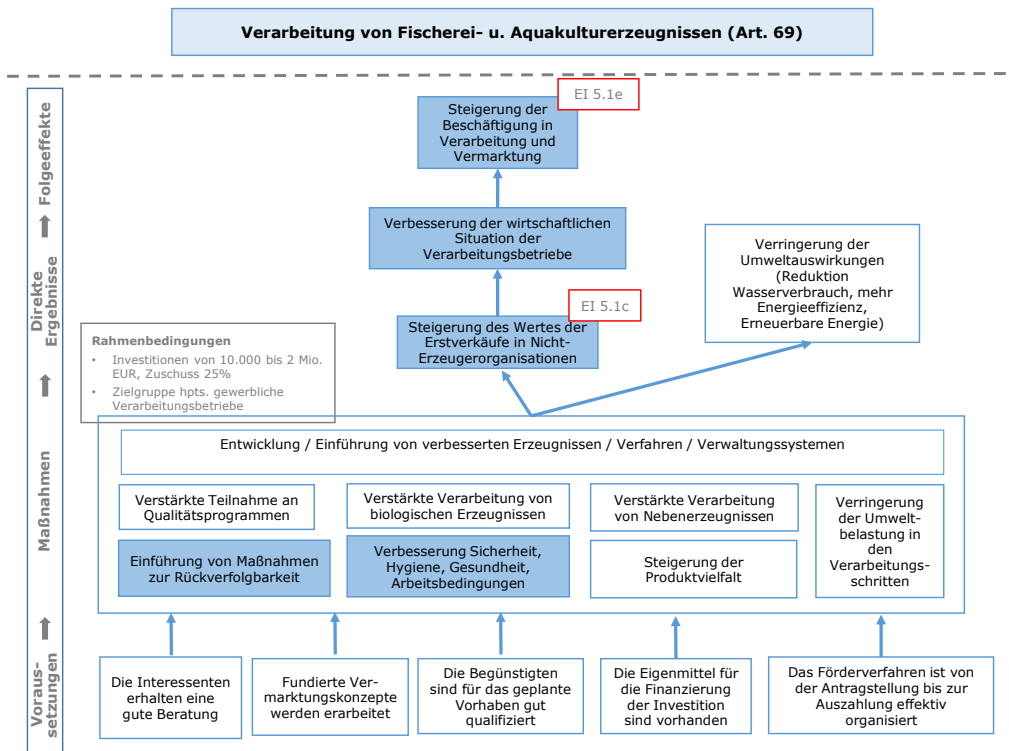 Verarbeitung von Fischerei- u. Aquakulturerzeugnissen (Art. 69)
Folgeeffekte
EI 5.1e
Steigerung der
Beschäftigung in
Verarbeitung und
Vermarktung
Verbesserung der wirtschaftlichen
Situation der
Verarbeitungsbetriebe
Verringerung der
Umweltauswirkungen
(Reduktion
Wasserverbrauch, mehr
Energieeffizienz,
Erneuerbare Energie)
Direkte
Ergebnisse
EI 5.1c
Steigerung des Wertes der
Erstverkäufe in Nicht-
Erzeugerorganisationen
Rahmenbedingungen
• Investitionen von 10.000 bis 2 Mio.
EUR, Zuschuss 25%
• Zielgruppe hpts. gewerbliche
Verarbeitungsbetriebe
Maßnahmen
Entwicklung / Einführung von verbesserten Erzeugnissen / Verfahren / Verwaltungssystemen
Verstärkte Teilnahme an
Qualitätsprogrammen
Verstärkte Verarbeitung von
biologischen Erzeugnissen
Verstärkte Verarbeitung
von Nebenerzeugnissen
Verringerung
der Umwelt-
belastung in
den
Verarbeitungs-
schritten
Einführung von Maßnahmen
zur Rückverfolgbarkeit
Verbesserung Sicherheit,
Hygiene, Gesundheit,
Arbeitsbedingungen
Steigerung der
Produktvielfalt
Voraus-
setzungen
Die Interessenten
erhalten eine
gute Beratung
Fundierte Ver-
marktungskonzepte
werden erarbeitet
Die Begünstigten
sind für das geplante
Vorhaben gut
qualifiziert
Die Eigenmittel für
die Finanzierung
der Investition
sind vorhanden
Das Förderverfahren ist von
der Antragstellung bis zur
Auszahlung effektiv
organisiert